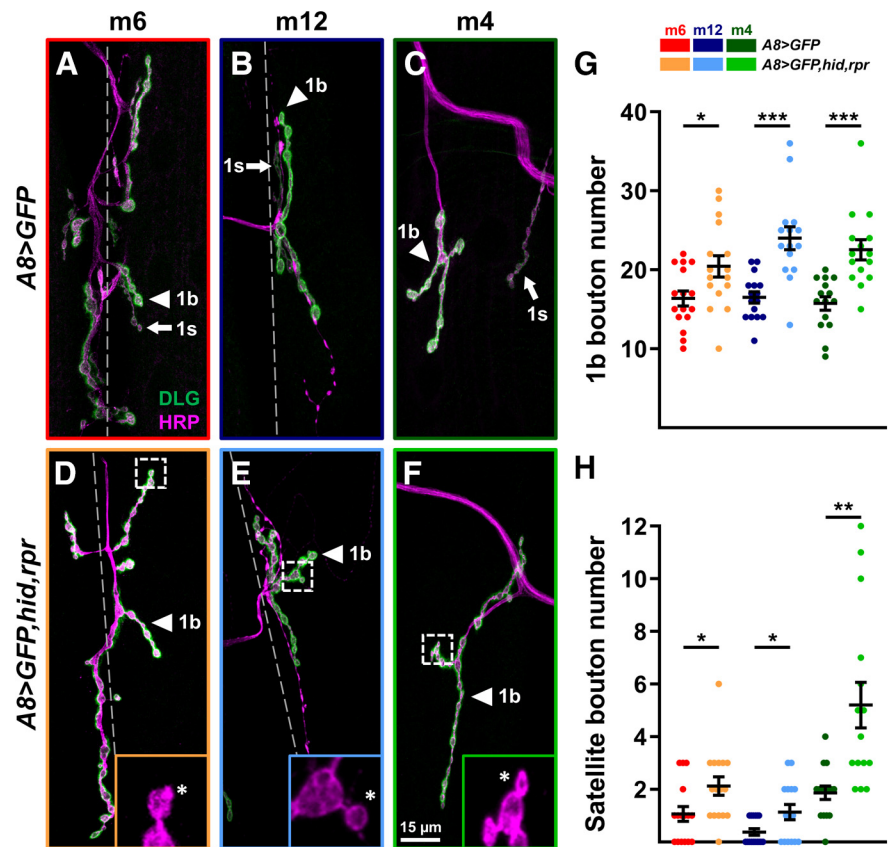 m6 m12 m4
A8>GFP
A
B
1b
1s
C
1b
1s
1b
1s
DLG
HRP
A8>GFP,hid,rpr
D
1b
*
E
1b
*
F
1b
*
15 µm
m6 m12 m4
A8>GFP
A8>GFP,hid,rpr
G
1b bouton number
* *** ***
40
30
20
10
H
Satellite bouton number
* * **
12
10
8
6
4
2